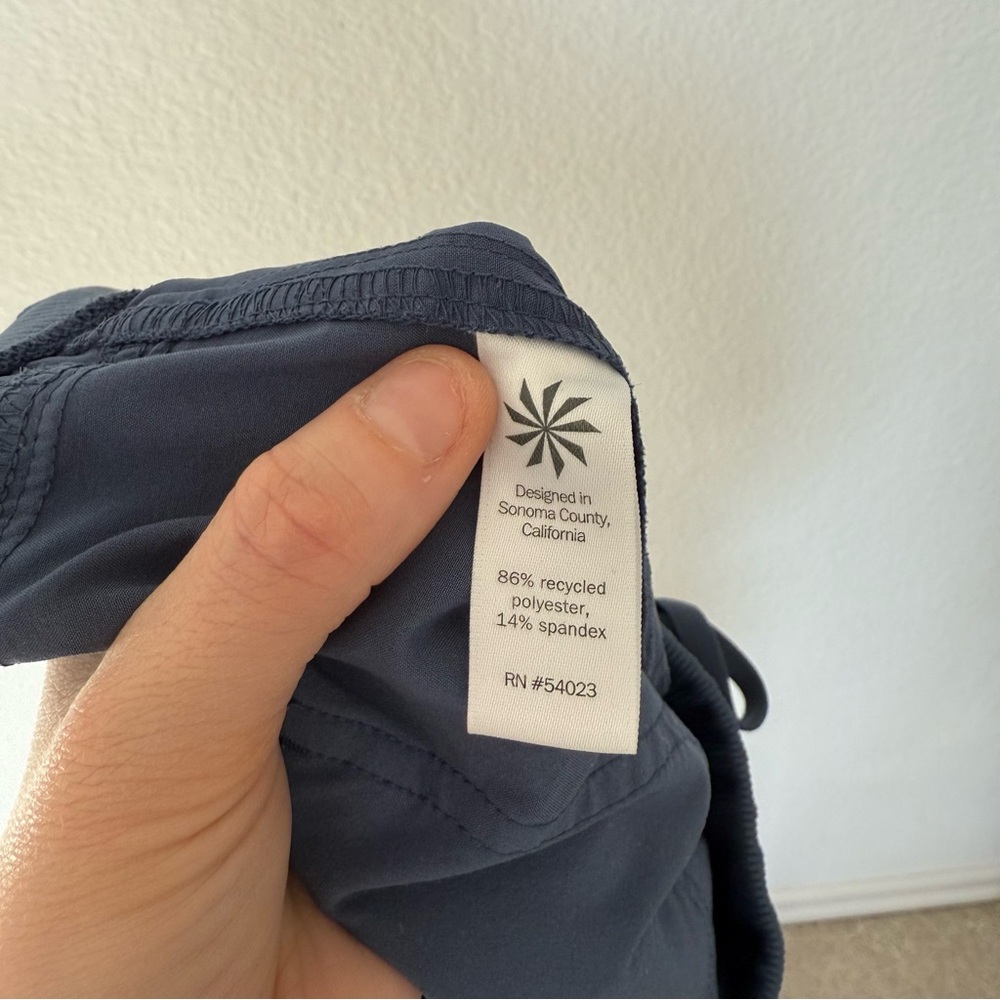 Designed in
Sonoma County,
California
86% recycled
polyester,
14% spandex
RN #54023